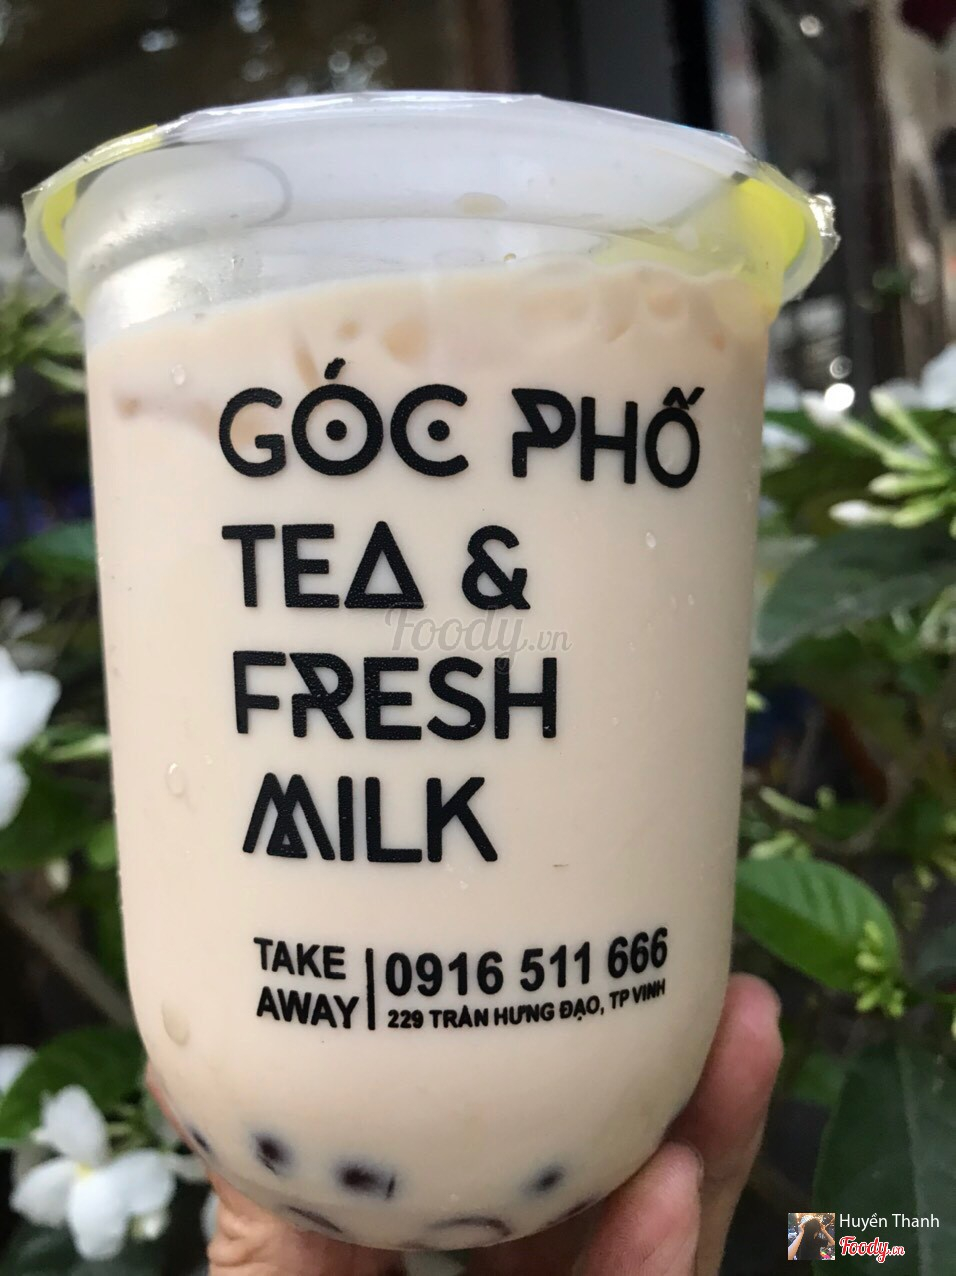 GÓC PHỐ
TEA &
FRESH
MILK
TAKE AWAY
0916 511 666
229 TRẦN HƯNG ĐẠO, TP VINH
Foody.vn
Huyền Thanh
Foody.vn